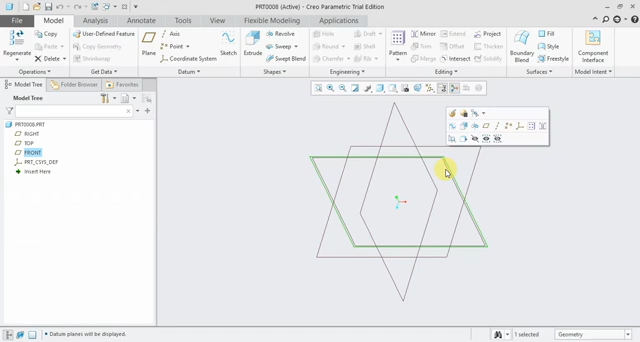 PRT0008 (Active) - Creo Parametric Trial Edition
File Model Analysis Annotate Tools View Flexible Modeling Applications
Regenerate
Copy
Paste
Delete
User-Defined Feature
Copy Geometry
Shrinkwrap
Plane
Axis
Point
Coordinate System
Sketch
Extrude
Revolve
Sweep
Swept Blend
Hole
Round
Shell
Draft
Pattern
Mirror
Trim
Merge
Extend
Offset
Intersect
Project
Thicken
Solidify
Boundary Blend
Fill
Style
Freestyle
Component Interface
Operations Get Data Datum Shapes Engineering Editing Surfaces Model Intent
Model Tree Folder Browser Favorites
Model Tree
PRT0008.PRT
RIGHT
TOP
FRONT
PRT_CSYS_DEF
Insert Here
• Datum planes will be displayed.
1 selected
Geometry